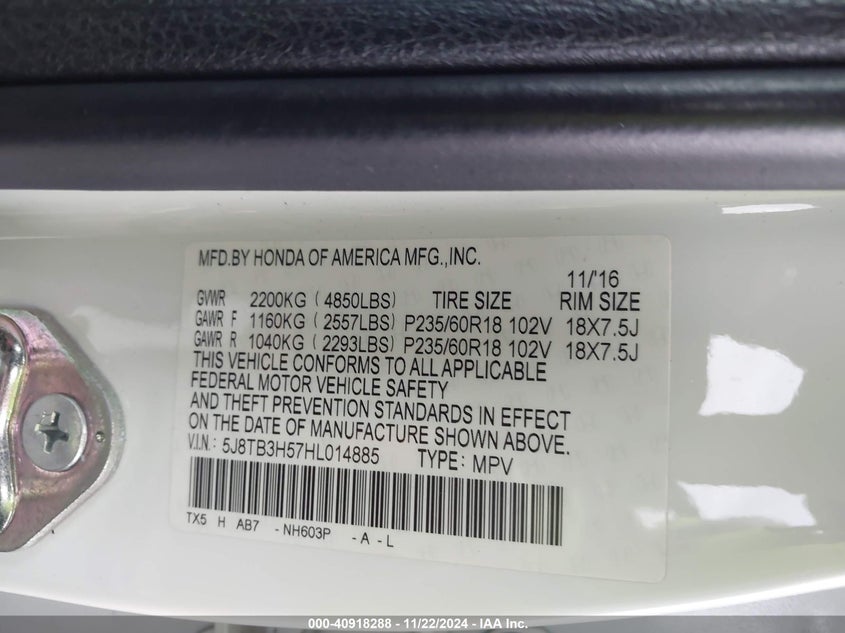 MFD.BY HONDA OF AMERICA MFG.,INC.
11/'16
GVWR 2200KG ( 4850LBS) TIRE SIZE RIM SIZE
GAWR F 1160KG ( 2557LBS) P235/60R18 102V 18X7.5J
GAWR R 1040KG ( 2293LBS) P235/60R18 102V 18X7.5J
THIS VEHICLE CONFORMS TO ALL APPLICABLE
FEDERAL MOTOR VEHICLE SAFETY
AND THEFT PREVENTION STANDARDS IN EFFECT
ON THE DATE OF MANUFACTURE SHOWN ABOVE.
V.I.N.: 5J8TB3H57HL014885 TYPE: MPV
TX5 H AB7 -NH603P -A-L
000-40918288 - 11/22/2024 - IAA Inc.